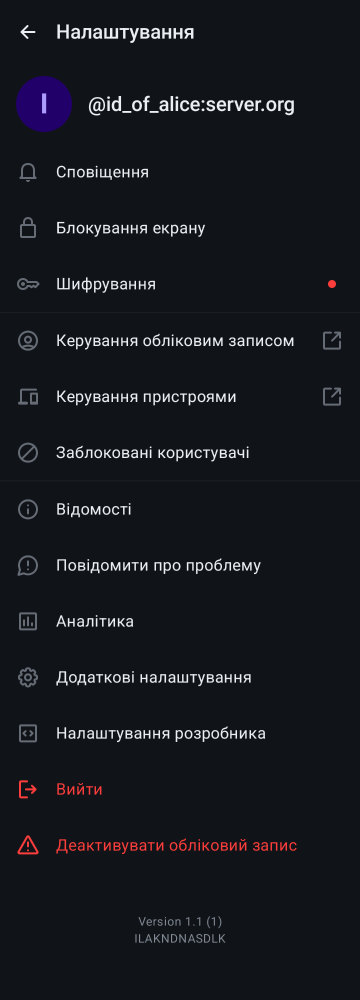 Налаштування
I
@id_of_alice:server.org
Сповіщення
Блокування екрану
Шифрування
Керування обліковим записом
Керування пристроями
Заблоковані користувачі
Відомості
Повідомити про проблему
Аналітика
Додаткові налаштування
Налаштування розробника
Вийти
Деактивувати обліковий запис
Version 1.1 (1)
ILAKNDNASDLK